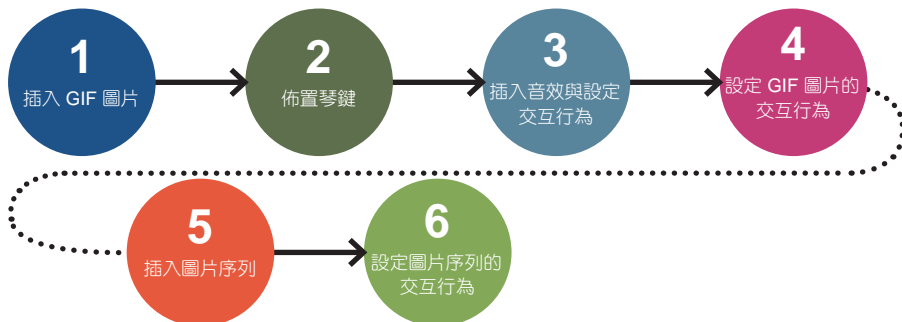 1
插入 GIF 圖片
2
佈置琴鍵
3
插入音效與設定
交互行為
4
設定 GIF 圖片的
交互行為
5
插入圖片序列
6
設定圖片序列的
交互行為